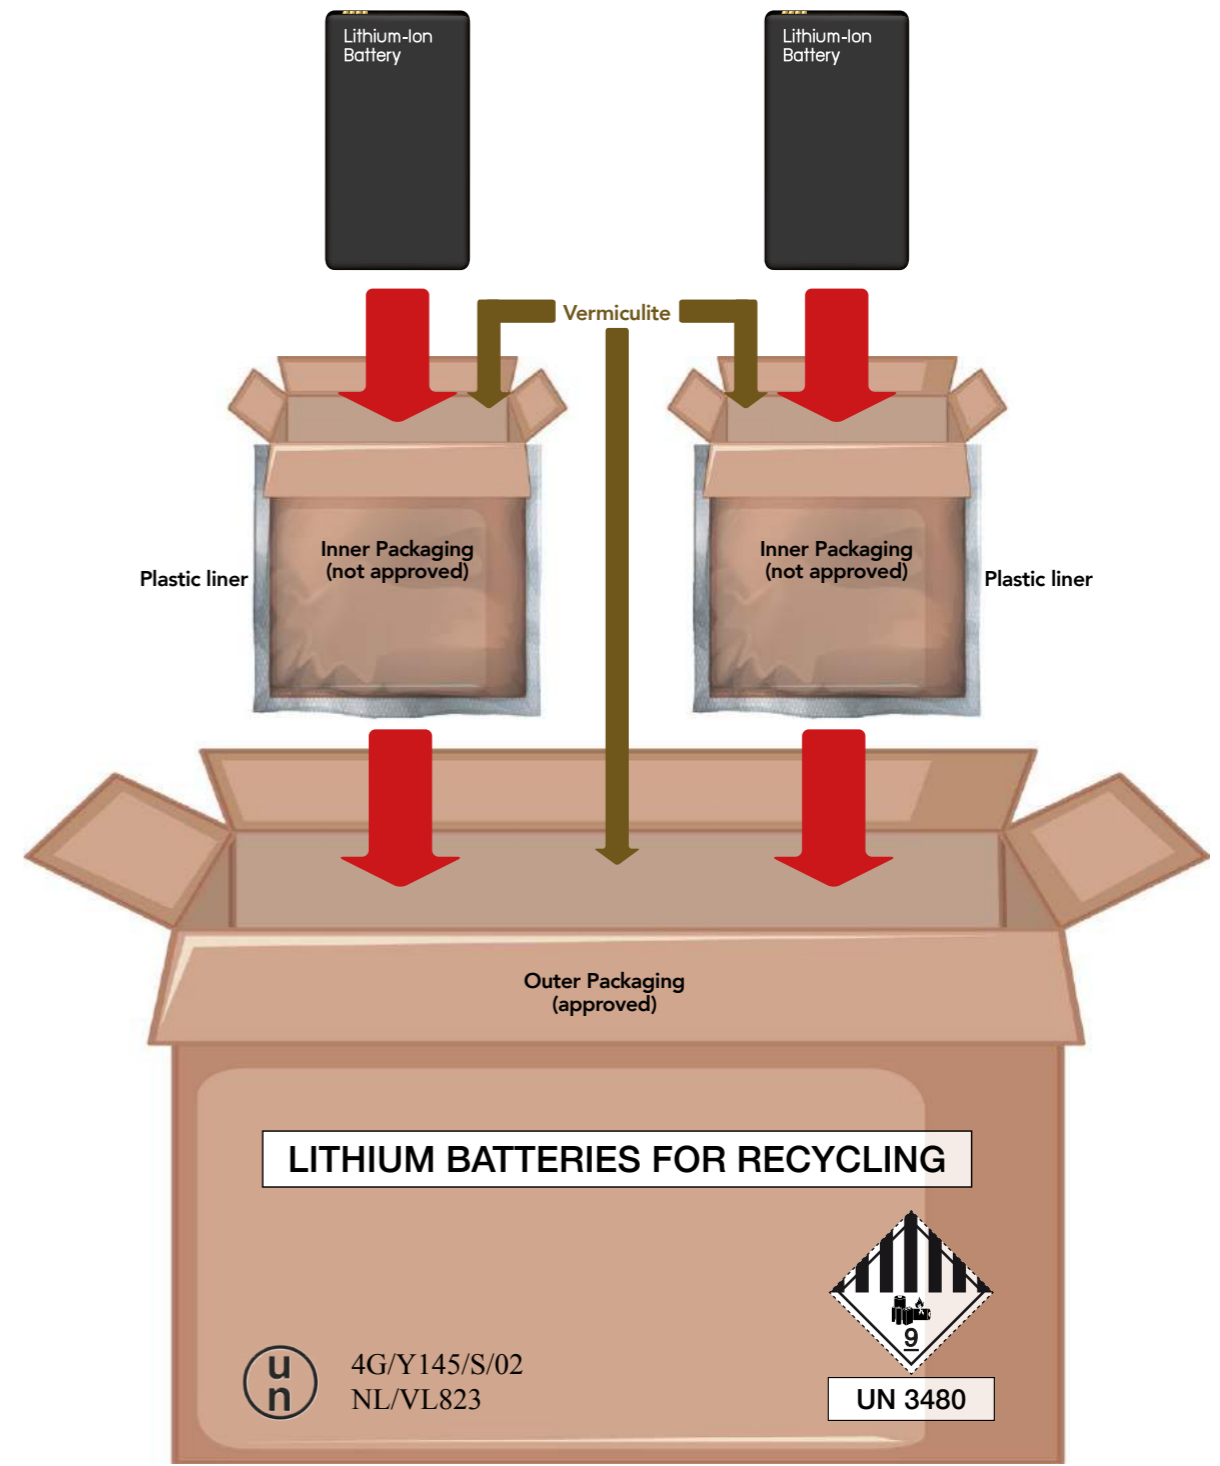 Lithium-Ion
Battery
Lithium-Ion
Battery
Vermiculite
Inner Packaging
(not approved)
Inner Packaging
(not approved)
Plastic liner
Plastic liner
Outer Packaging
(approved)
LITHIUM BATTERIES FOR RECYCLING
9
u
n
4G/Y145/S/02
NL/VL823
UN 3480